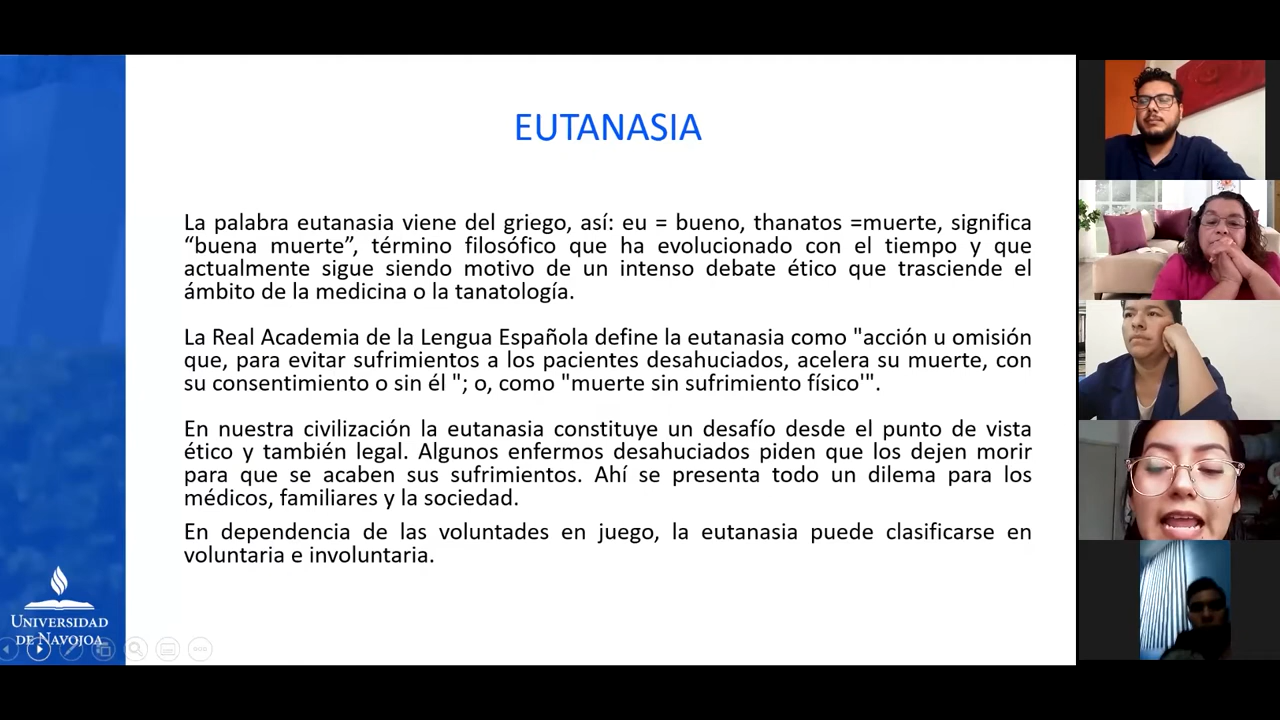 EUTANASIA
La palabra eutanasia viene del griego, así: eu = bueno, thanatos =muerte, significa
“buena muerte”, término filosófico que ha evolucionado con el tiempo y que
actualmente sigue siendo motivo de un intenso debate ético que trasciende el
ámbito de la medicina o la tanatología.
La Real Academia de la Lengua Española define la eutanasia como "acción u omisión
que, para evitar sufrimientos a los pacientes desahuciados, acelera su muerte, con
su consentimiento o sin él "; o, como "muerte sin sufrimiento físico'".
En nuestra civilización la eutanasia constituye un desafío desde el punto de vista
ético y también legal. Algunos enfermos desahuciados piden que los dejen morir
para que se acaben sus sufrimientos. Ahí se presenta todo un dilema para los
médicos, familiares y la sociedad.
En dependencia de las voluntades en juego, la eutanasia puede clasificarse en
voluntaria e involuntaria.
UNIVERSIDAD
DE NAVOJOA